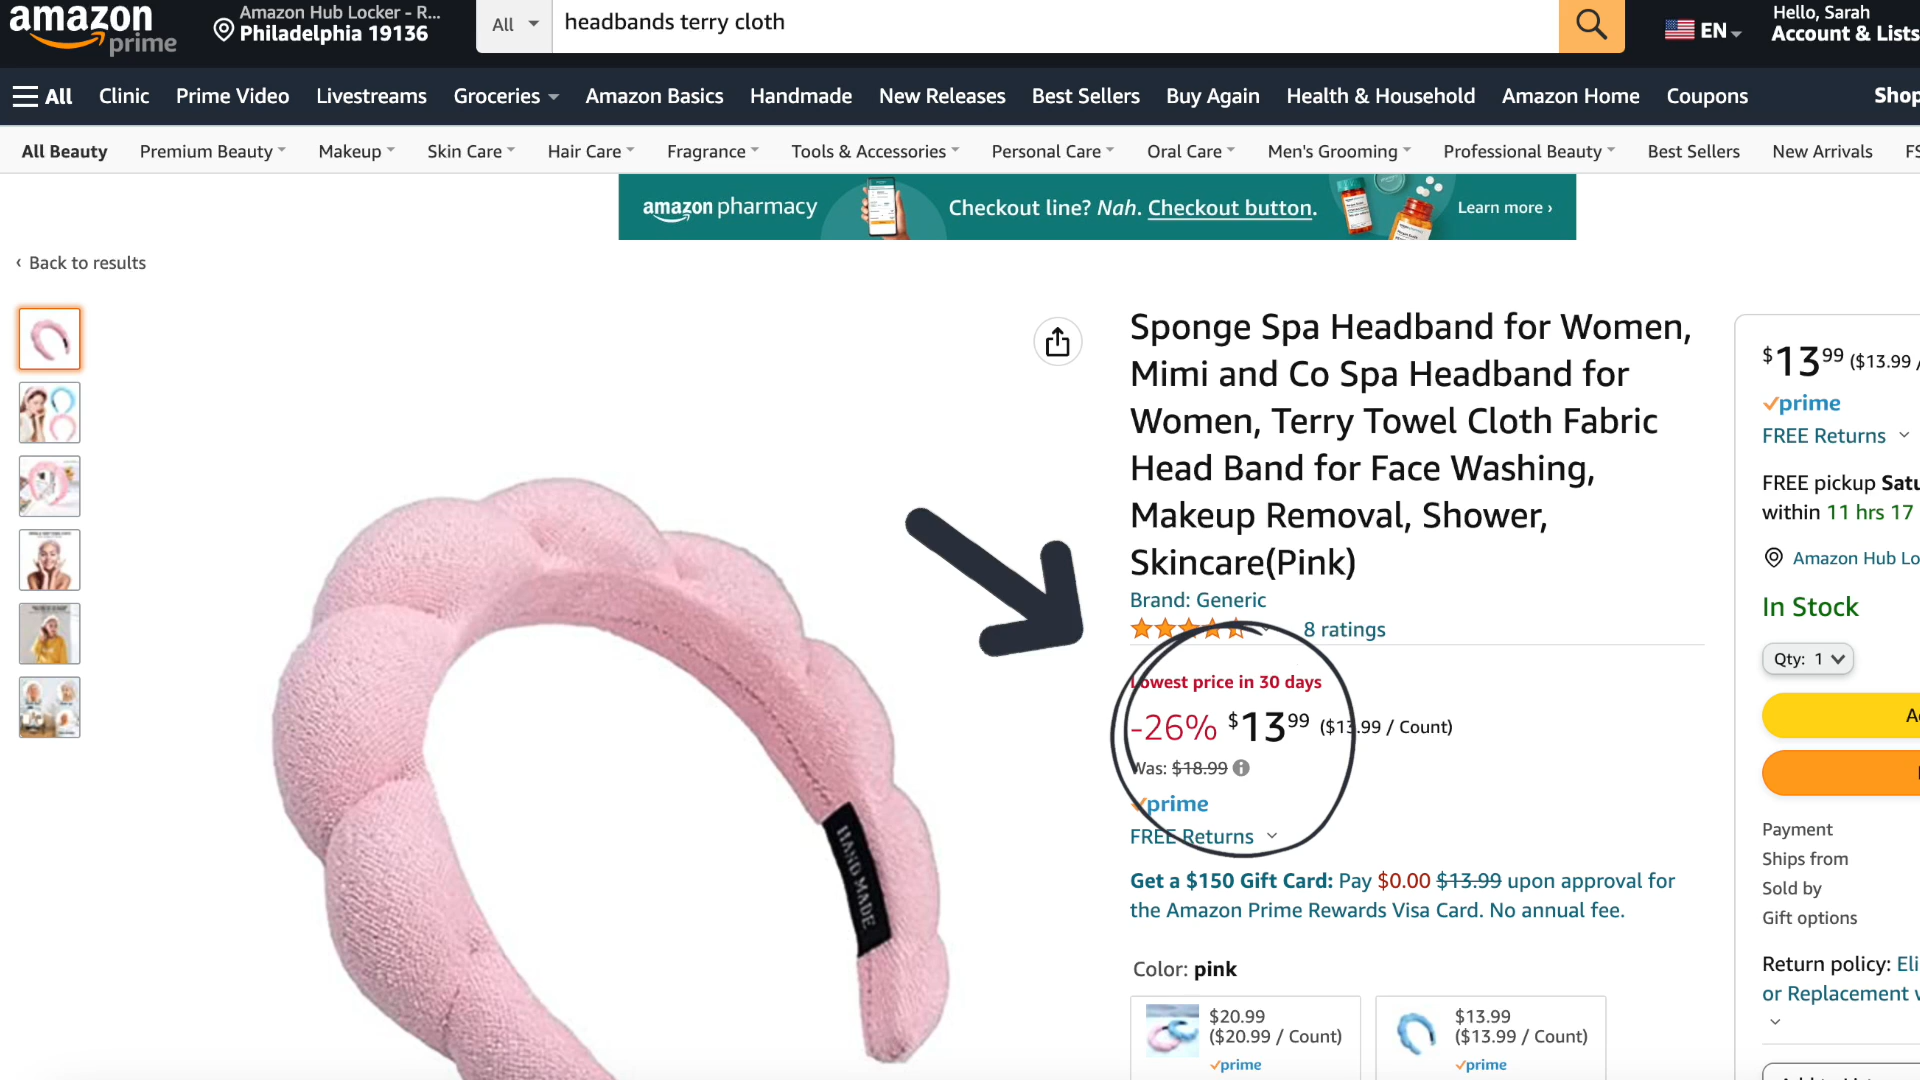 amazon
prime
Amazon Hub Locker - R...
Philadelphia 19136
All
headbands terry cloth
EN
Hello, Sarah
Account & Lists
All
Clinic
Prime Video
Livestreams
Groceries
Amazon Basics
Handmade
New Releases
Best Sellers
Buy Again
Health & Household
Amazon Home
Coupons
Shop
All Beauty
Premium Beauty
Makeup
Skin Care
Hair Care
Fragrance
Tools & Accessories
Personal Care
Oral Care
Men's Grooming
Professional Beauty
Best Sellers
New Arrivals
FS
amazon pharmacy
Checkout line? Nah. Checkout button.
Learn more ›
‹ Back to results
Sponge Spa Headband for Women,
Mimi and Co Spa Headband for
Women, Terry Towel Cloth Fabric
Head Band for Face Washing,
Makeup Removal, Shower,
Skincare(Pink)
Brand: Generic
8 ratings
Lowest price in 30 days
-26% $1399 ($13.99 / Count)
Was: $18.99
prime
FREE Returns
Get a $150 Gift Card: Pay $0.00 $13.99 upon approval for
the Amazon Prime Rewards Visa Card. No annual fee.
Color: pink
$20.99
($20.99 / Count)
prime
$13.99
($13.99 / Count)
prime
HAND MADE
$1399 ($13.99 /
prime
FREE Returns
FREE pickup Satu
within 11 hrs 17
Amazon Hub Lo
In Stock
Qty: 1
A
Payment
Ships from
Sold by
Gift options
Return policy: Eli
or Replacement